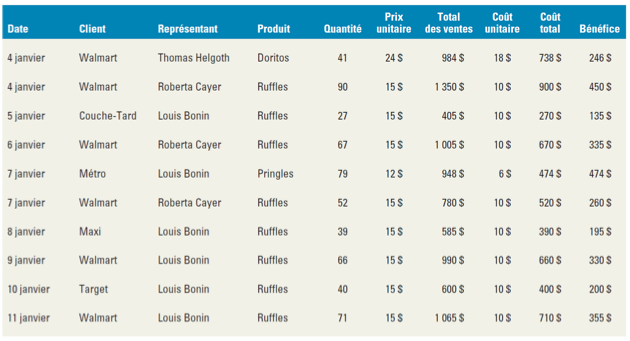 Date Client Représentant Produit Quantité Prix unitaire Total des ventes Coût unitaire Coût total Bénéfice
4 janvier Walmart Thomas Helgoth Doritos 41 24 $ 984 $ 18 $ 738 $ 246 $
4 janvier Walmart Roberta Cayer Ruffles 90 15 $ 1 350 $ 10 $ 900 $ 450 $
5 janvier Couche-Tard Louis Bonin Ruffles 27 15 $ 405 $ 10 $ 270 $ 135 $
6 janvier Walmart Roberta Cayer Ruffles 67 15 $ 1 005 $ 10 $ 670 $ 335 $
7 janvier Métro Louis Bonin Pringles 79 12 $ 948 $ 6 $ 474 $ 474 $
7 janvier Walmart Roberta Cayer Ruffles 52 15 $ 780 $ 10 $ 520 $ 260 $
8 janvier Maxi Louis Bonin Ruffles 39 15 $ 585 $ 10 $ 390 $ 195 $
9 janvier Walmart Louis Bonin Ruffles 66 15 $ 990 $ 10 $ 660 $ 330 $
10 janvier Target Louis Bonin Ruffles 40 15 $ 600 $ 10 $ 400 $ 200 $
11 janvier Walmart Louis Bonin Ruffles 71 15 $ 1 065 $ 10 $ 710 $ 355 $